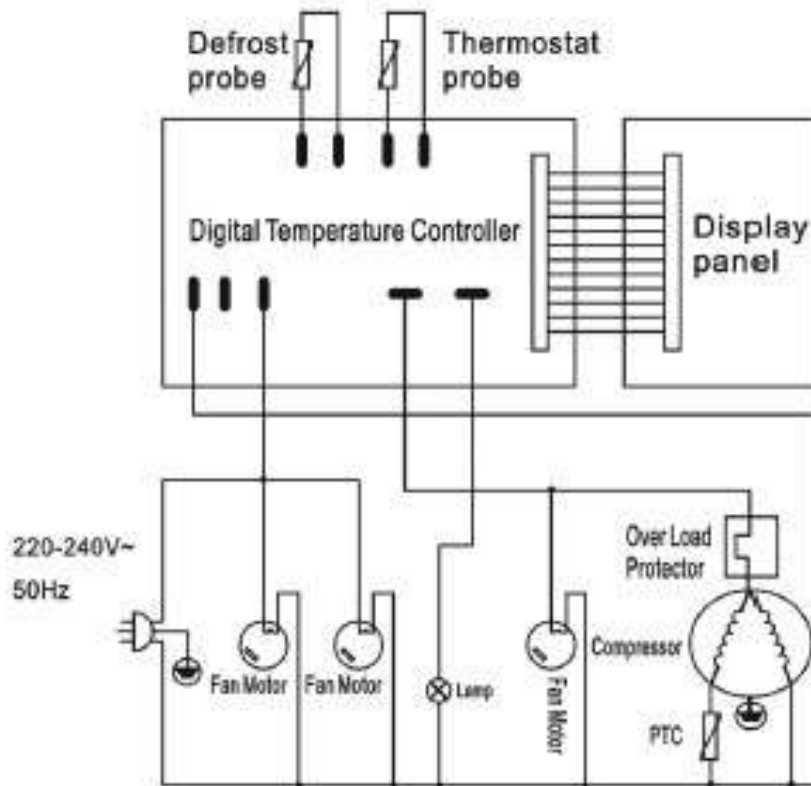 Defrost
probe
Thermostat
probe
Digital Temperature Controller
Display
panel
220-240V~
50Hz
Over Load
Protector
Compressor
Fan Motor
Fan Motor
Lamp
Fan Motor
PTC